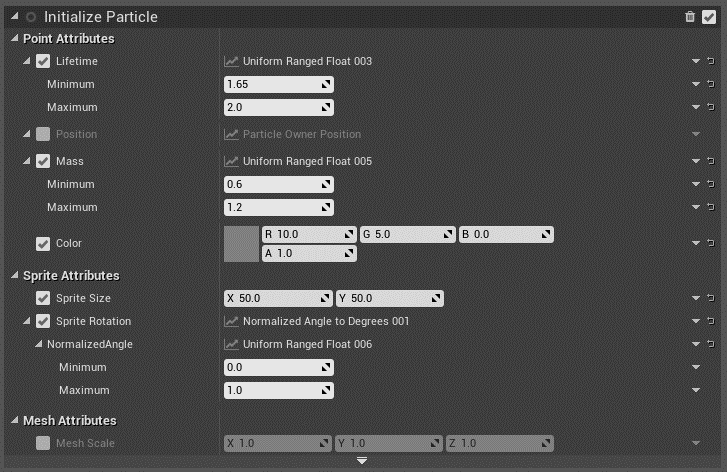 Initialize Particle
Point Attributes
Lifetime Uniform Ranged Float 003
Minimum 1.65
Maximum 2.0
Position Particle Owner Position
Mass Uniform Ranged Float 005
Minimum 0.6
Maximum 1.2
Color R 10.0 G 5.0 B 0.0
A 1.0
Sprite Attributes
Sprite Size X 50.0 Y 50.0
Sprite Rotation Normalized Angle to Degrees 001
NormalizedAngle Uniform Ranged Float 006
Minimum 0.0
Maximum 1.0
Mesh Attributes
Mesh Scale X 1.0 Y 1.0 Z 1.0